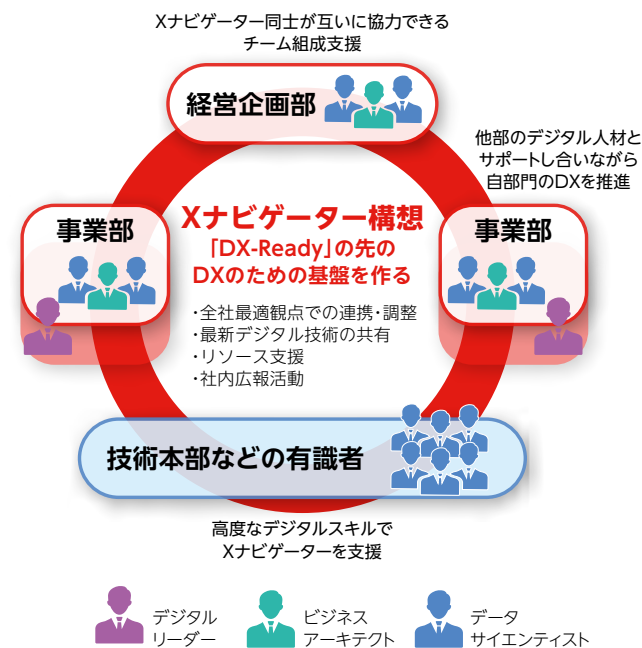 Xナビゲーター同士が互いに協力できる
チーム組成支援
経営企画部
他部のデジタル人材と
サポートし合いながら
自部門のDXを推進
事業部
Xナビゲーター構想
「DX-Ready」の先の
DXのための基盤を作る
・全社最適観点での連携・調整
・最新デジタル技術の共有
・リソース支援
・社内広報活動
事業部
技術本部などの有識者
高度なデジタルスキルで
Xナビゲーターを支援
デジタル
リーダー
ビジネス
アーキテクト
データ
サイエンティスト